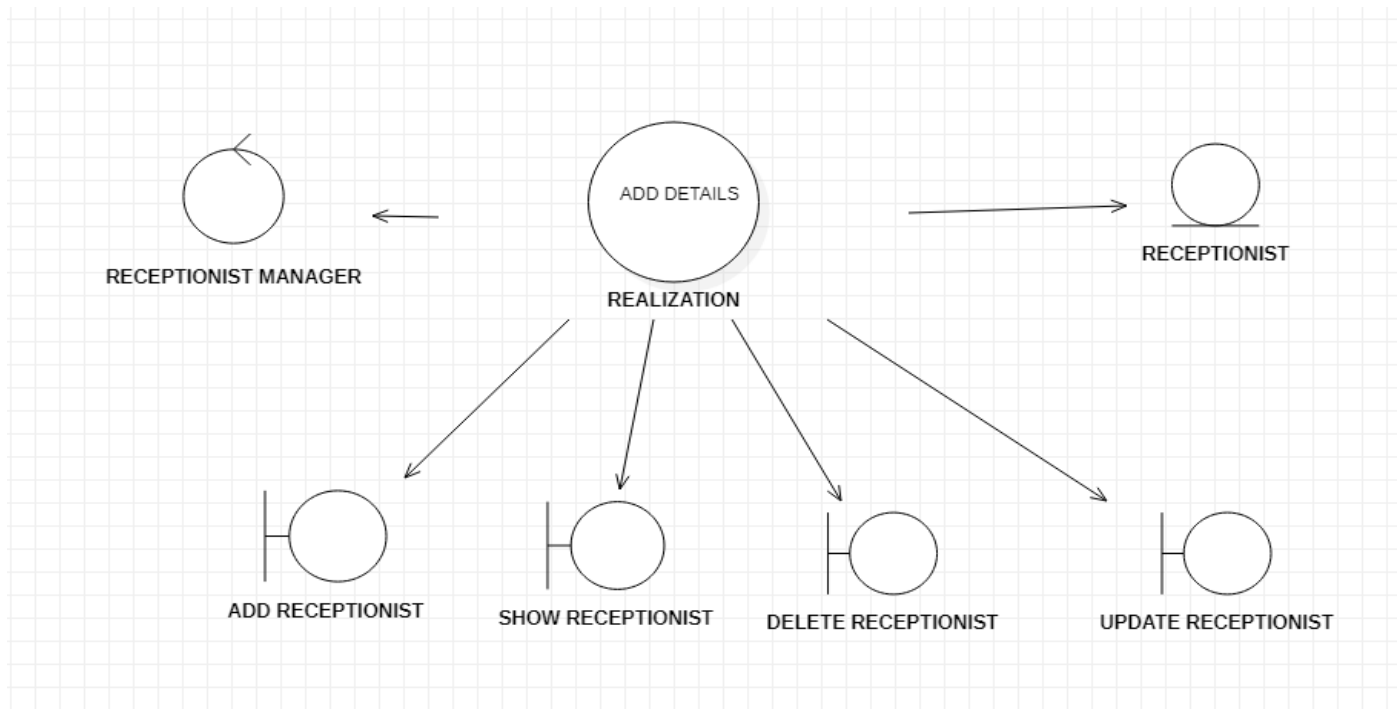 ADD DETAILS
RECEPTIONIST MANAGER
REALIZATION
RECEPTIONIST
ADD RECEPTIONIST
SHOW RECEPTIONIST
DELETE RECEPTIONIST
UPDATE RECEPTIONIST